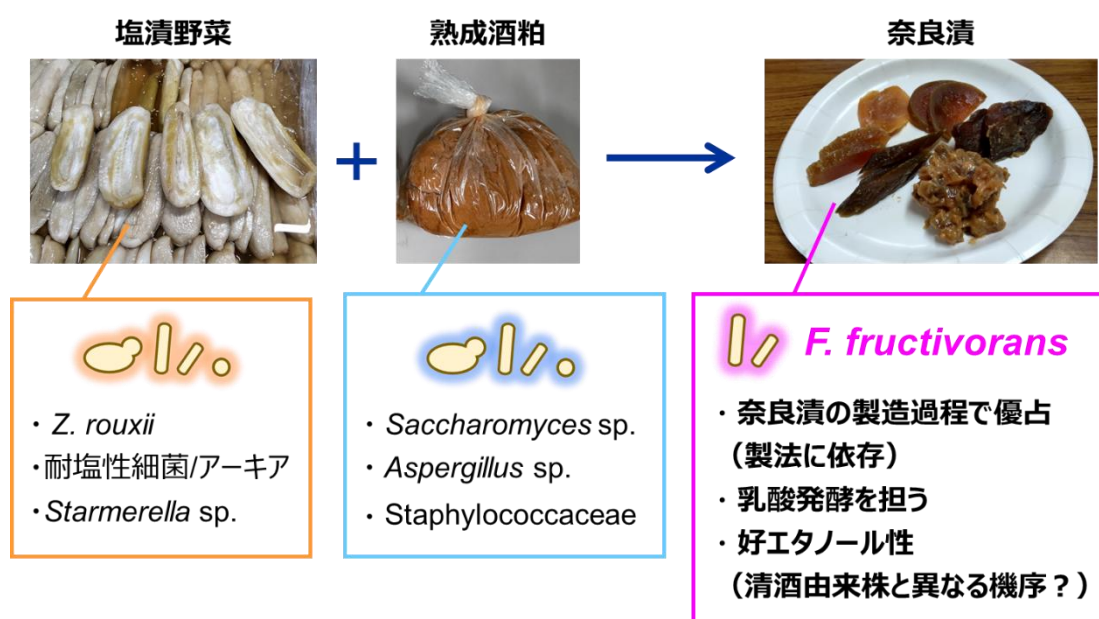 塩漬野菜
熟成酒粕
奈良漬
・ Z. rouxii
・耐塩性細菌/アーキア
・Starmerella sp.
・ Saccharomyces sp.
・ Aspergillus sp.
・ Staphylococcaceae
F. fructivorans
・奈良漬の製造過程で優占
（製法に依存）
・乳酸発酵を担う
・好エタノール性
（清酒由来株と異なる機序？）